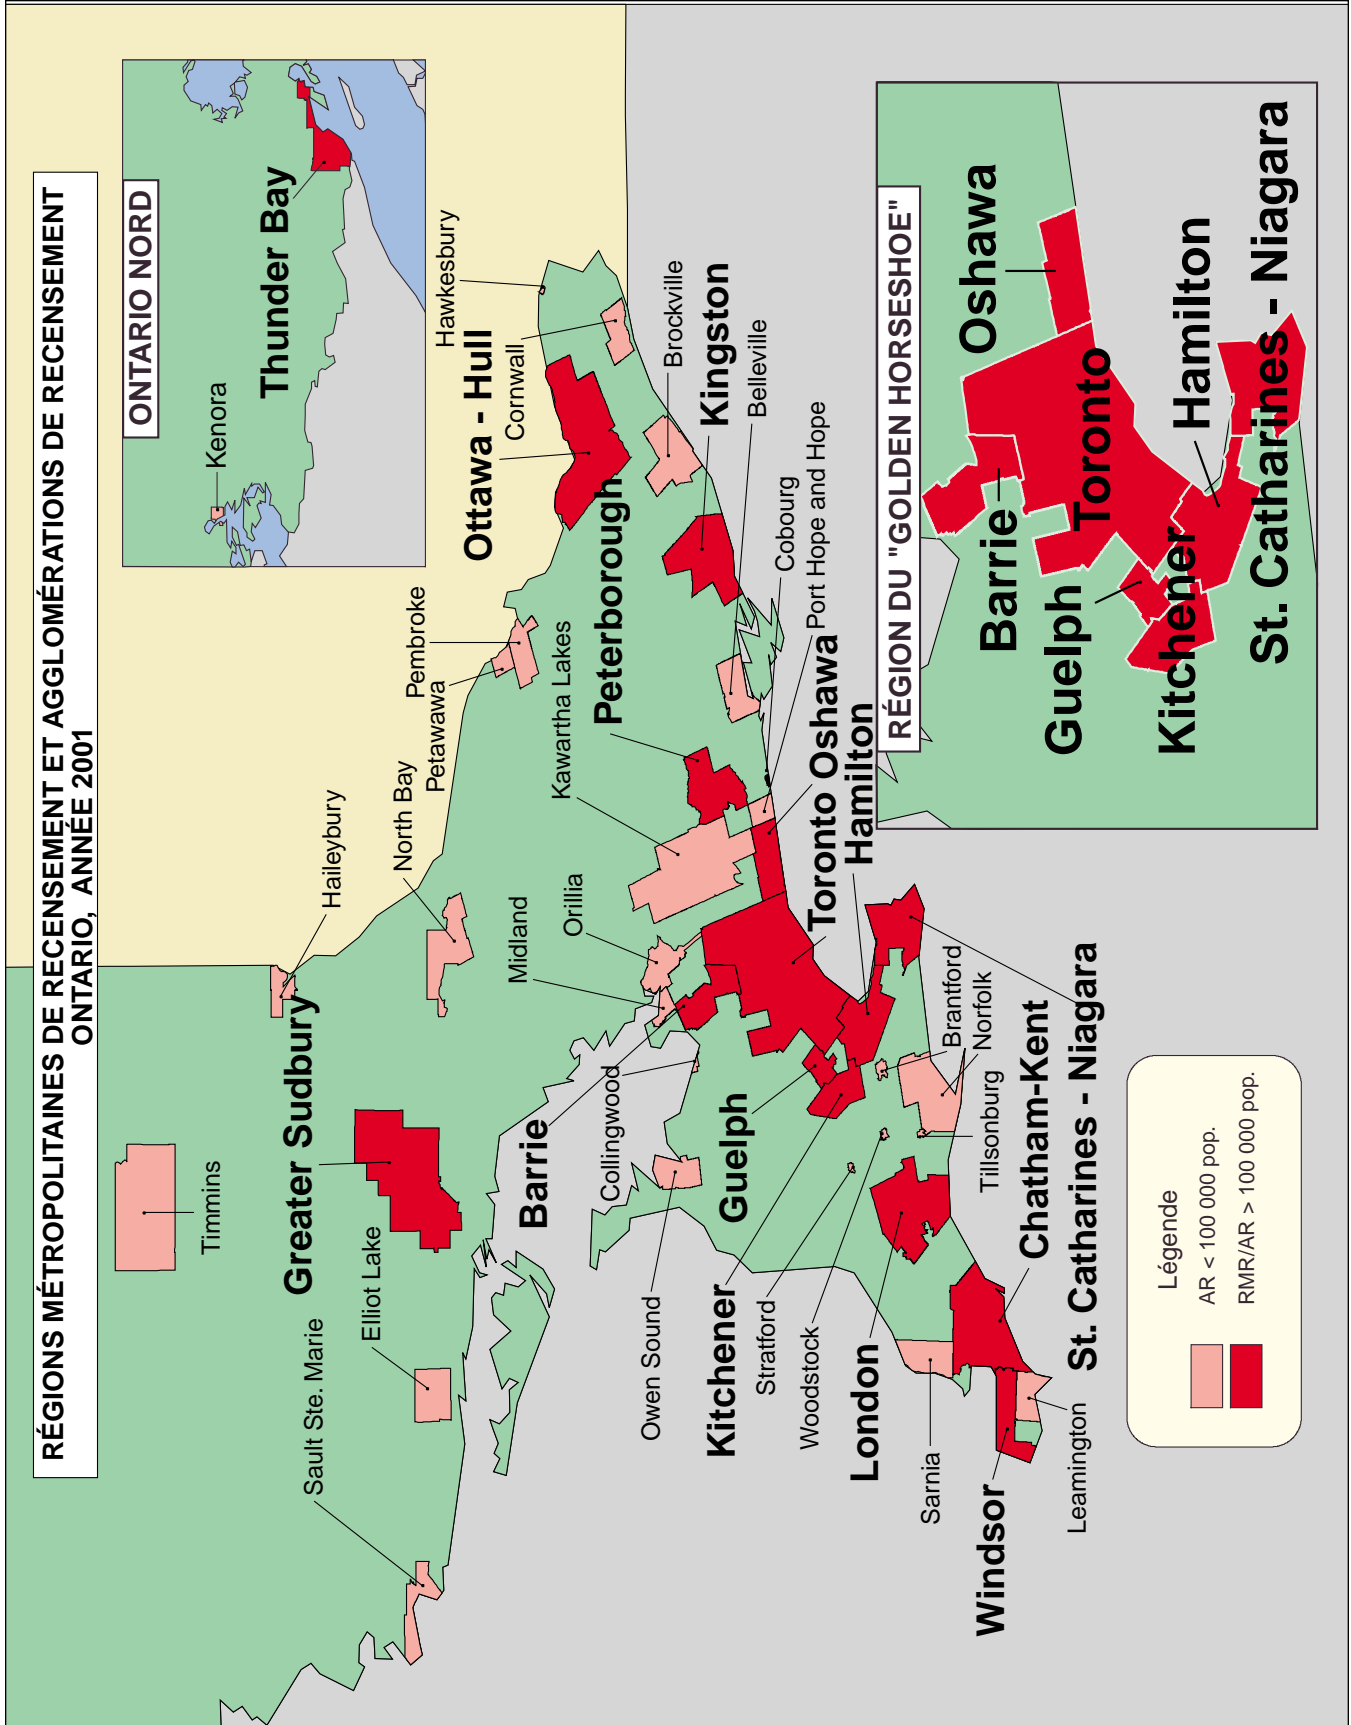 RÉGIONS MÉTROPOLITAINES DE RECENSEMENT ET AGGLOMÉRATIONS DE RECENSEMENT
ONTARIO, ANNÉE 2001
ONTARIO NORD
Kenora
Thunder Bay
Timmins
Haileybury
Greater Sudbury
Sault Ste. Marie
Elliot Lake
North Bay
Petawawa
Pembroke
Hawkesbury
Ottawa - Hull
Cornwall
Midland
Orillia
Kawartha Lakes
Peterborough
Brockville
Kingston
Belleville
Cobourg
Port Hope and Hope
Barrie
Collingwood
Owen Sound
Guelph
Kitchener
Stratford
Woodstock
London
Toronto Oshawa
Hamilton
Sarnia
Windsor
Leamington
Brantford
Norfolk
Tillsonburg
Chatham-Kent
St. Catharines - Niagara
RÉGION DU "GOLDEN HORSESHOE"
Oshawa
Barrie
Toronto
Guelph
Kitchener
Hamilton
St. Catharines - Niagara
Légende
AR < 100 000 pop.
RMR/AR > 100 000 pop.